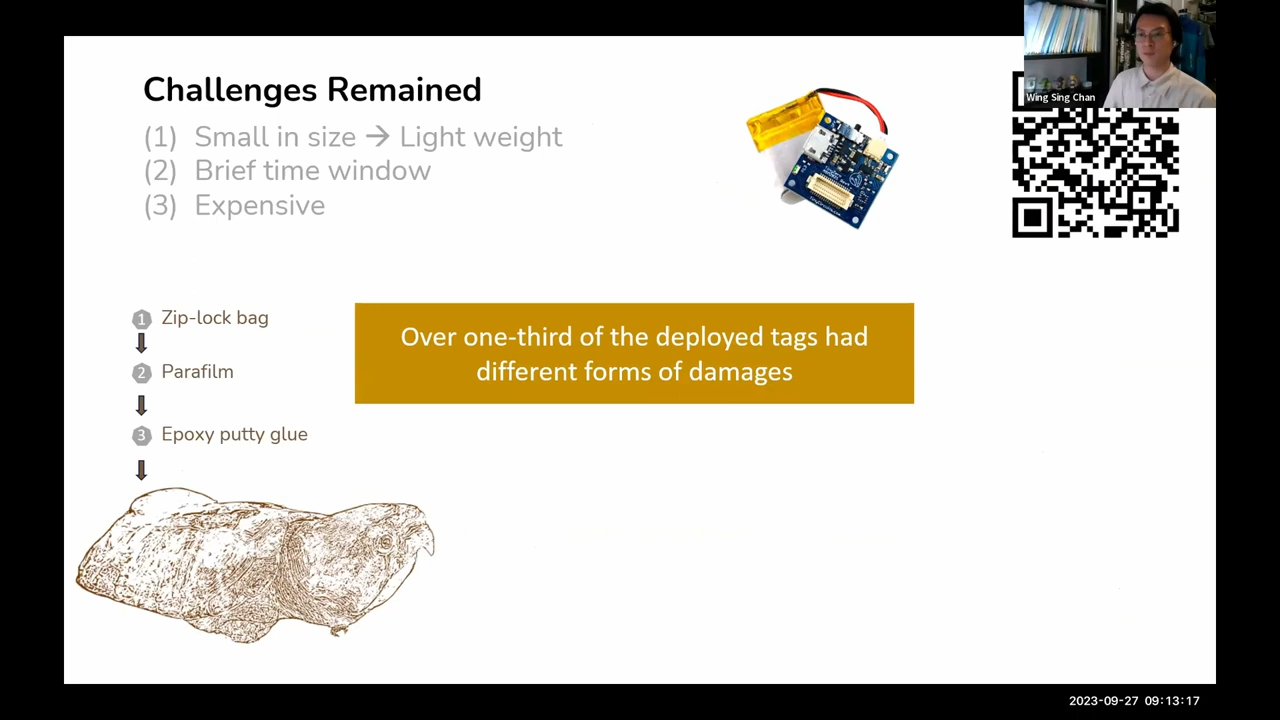 Challenges Remained
(1) Small in size → Light weight
(2) Brief time window
(3) Expensive
Wing Sing Chan
1 Zip-lock bag
2 Parafilm
3 Epoxy putty glue
Over one-third of the deployed tags had
different forms of damages
2023-09-27 09:13:17